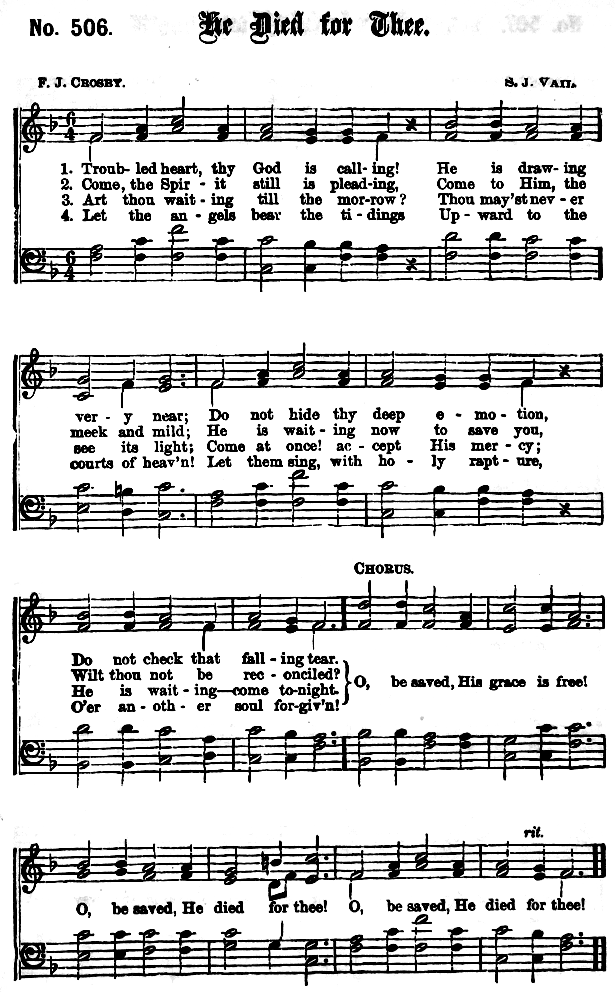 No. 506.
He Died for Thee.
F. J. CROSBY.
S. J. VAIL.
1. Troub- led heart, thy God is call- ing! He is draw- ing
2. Come, the Spir - it still is plead- ing, Come to Him, the
3. Art thou wait - ing till the mor- row? Thou may'st nev - er
4. Let the an - gels bear the ti - dings Up - ward to the
ver - y near; Do not hide thy deep e - mo - tion,
meek and mild; He is wait - ing now to save you,
see its light; Come at once! ac - cept His mer - cy;
courts of heav'n! Let them sing, with ho - ly rapt - ure,
CHORUS.
Do not check that fall - ing tear.
Wilt thou not be rec - onciled?
He is wait - ing—come to-night.
O'er an - oth - er soul for-giv'n!
O, be saved, His grace is free!
rit.
O, be saved, He died for thee! O, be saved, He died for thee!